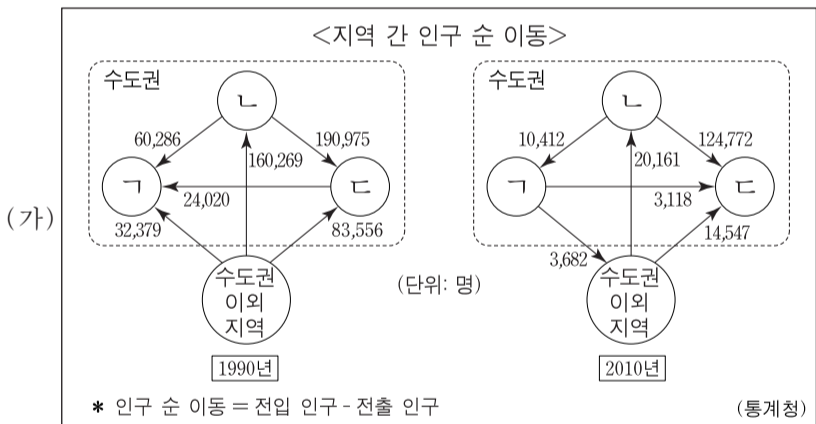 <지역 간 인구 순 이동>
수도권
ㄴ
60,286
190,975
160,269
ㄱ
ㄷ
24,020
32,379
83,556
수도권
이외
지역
1990년
수도권
ㄴ
10,412
124,772
20,161
ㄱ
ㄷ
3,118
14,547
3,682
수도권
이외
지역
2010년
(가)
(단위: 명)
* 인구 순 이동 = 전입 인구 - 전출 인구
(통계청)